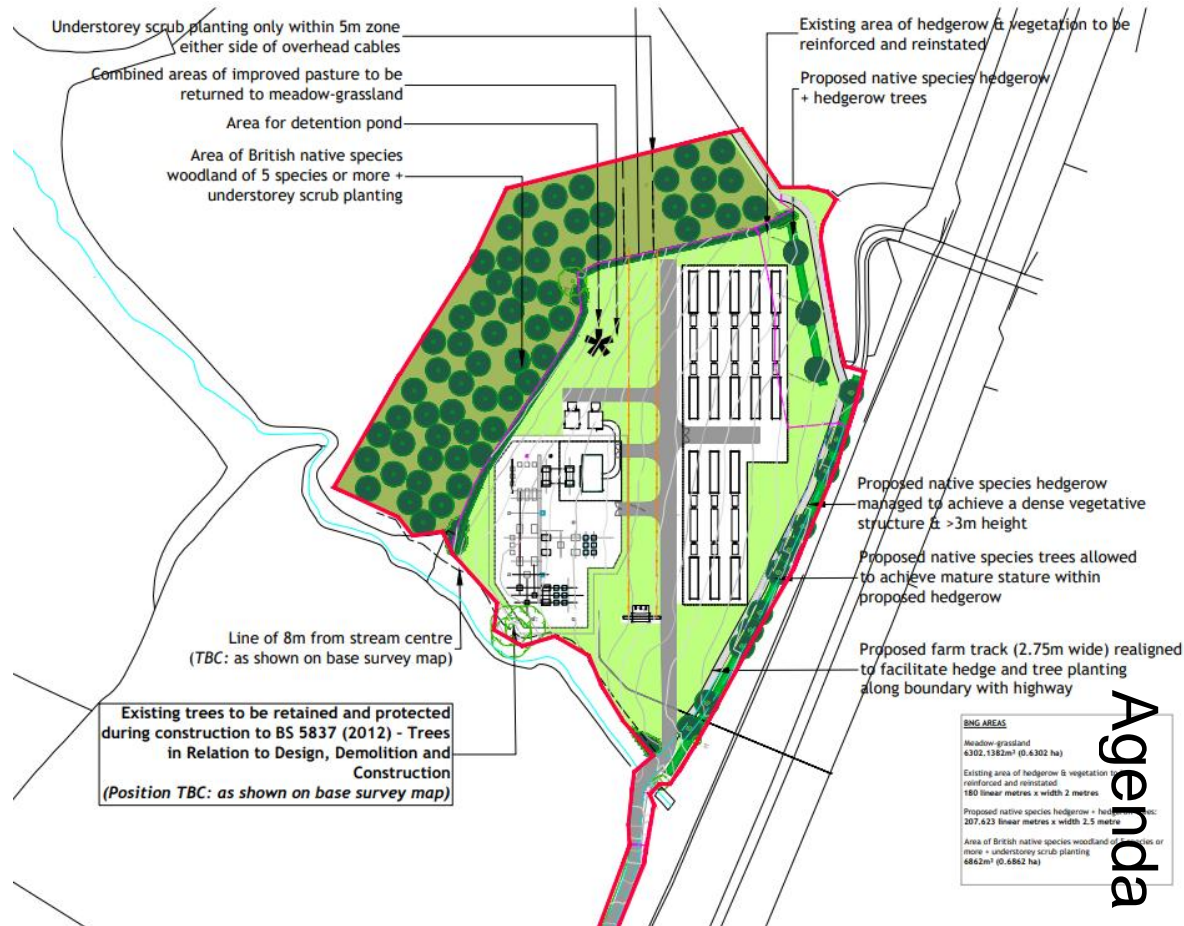 Understorey scrub planting only within 5m zone
either side of overhead cables
Combined areas of improved pasture to be
returned to meadow-grassland
Area for detention pond
Area of British native species
woodland of 5 species or more +
understorey scrub planting
Existing area of hedgerow & vegetation to be
reinforced and reinstated
Proposed native species hedgerow
+ hedgerow trees
Proposed native species hedgerow
managed to achieve a dense vegetative
structure & >3m height
Proposed native species trees allowed
to achieve mature stature within
proposed hedgerow
Proposed farm track (2.75m wide) realigned
to facilitate hedge and tree planting
along boundary with highway
Line of 8m from stream centre
(TBC: as shown on base survey map)
Existing trees to be retained and protected
during construction to BS 5837 (2012) - Trees
in Relation to Design, Demolition and
Construction
(Position TBC: as shown on base survey map)
BNG AREAS
Meadow-grassland
6302.1382m² (0.6302 ha)
Existing area of hedgerow & vegetation to
reinforced and reinstated
180 linear metres x width 2 metres
Proposed native species hedgerow + hedgerow trees:
207.623 linear metres x width 2.5 metre
Area of British native species woodland of 5 species or
more + understorey scrub planting
6862m² (0.6862 ha)
Agenda